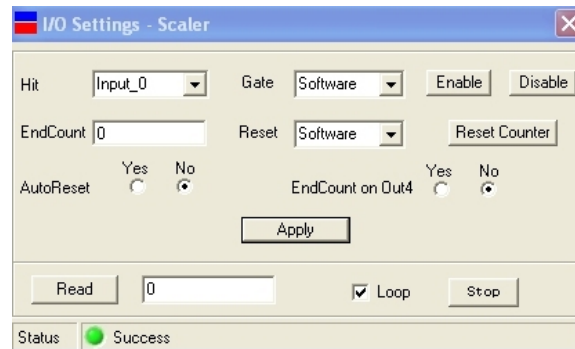 I/O Settings - Scaler
Hit Input_0 Gate Software Enable Disable
EndCount 0 Reset Software Reset Counter
AutoReset Yes No EndCount on Out4 Yes No
Apply
Read 0 Loop Stop
Status Success